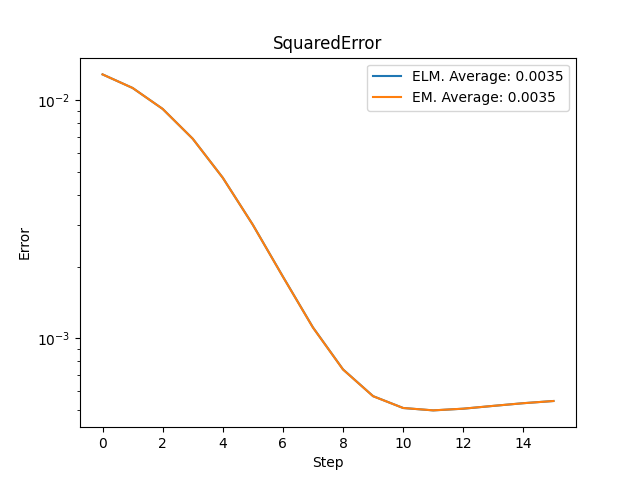 SquaredError
ELM. Average: 0.0035
EM. Average: 0.0035
10⁻²
10⁻³
Error
0 2 4 6 8 10 12 14
Step